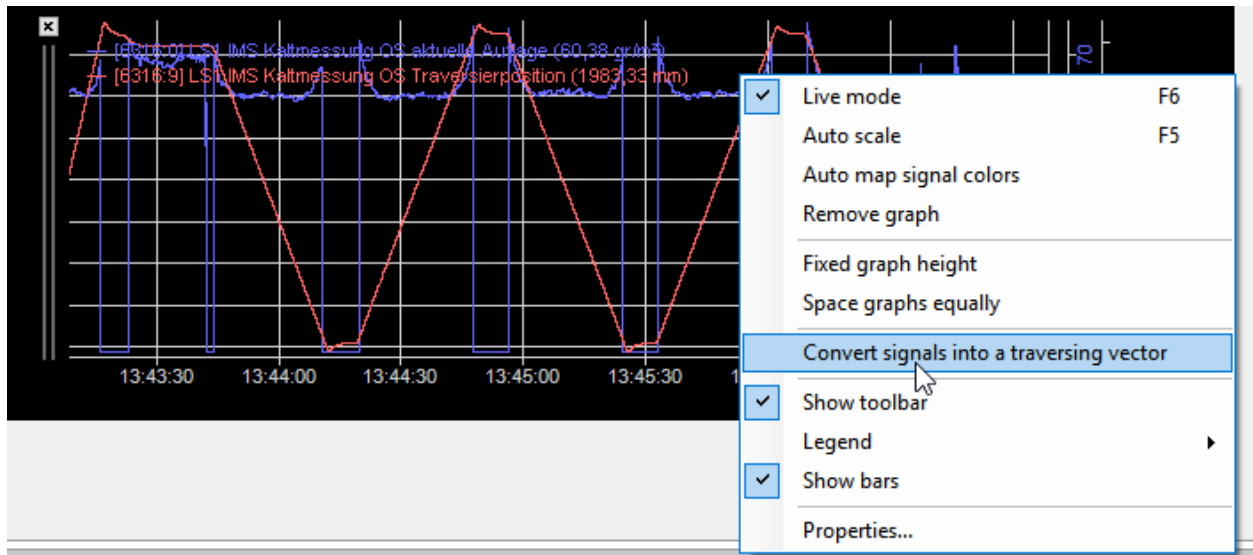 [6316:0] LS1 IMS Kaltmessung OS aktuelle Auflage (60,38 gr/m²)
[6316:9] LS1 IMS Kaltmessung OS Traversierposition (1983,33 mm)
70
Live mode F6
Auto scale F5
Auto map signal colors
Remove graph
Fixed graph height
Space graphs equally
Convert signals into a traversing vector
Show toolbar
Legend
Show bars
Properties...
13:43:30 13:44:00 13:44:30 13:45:00 13:45:30